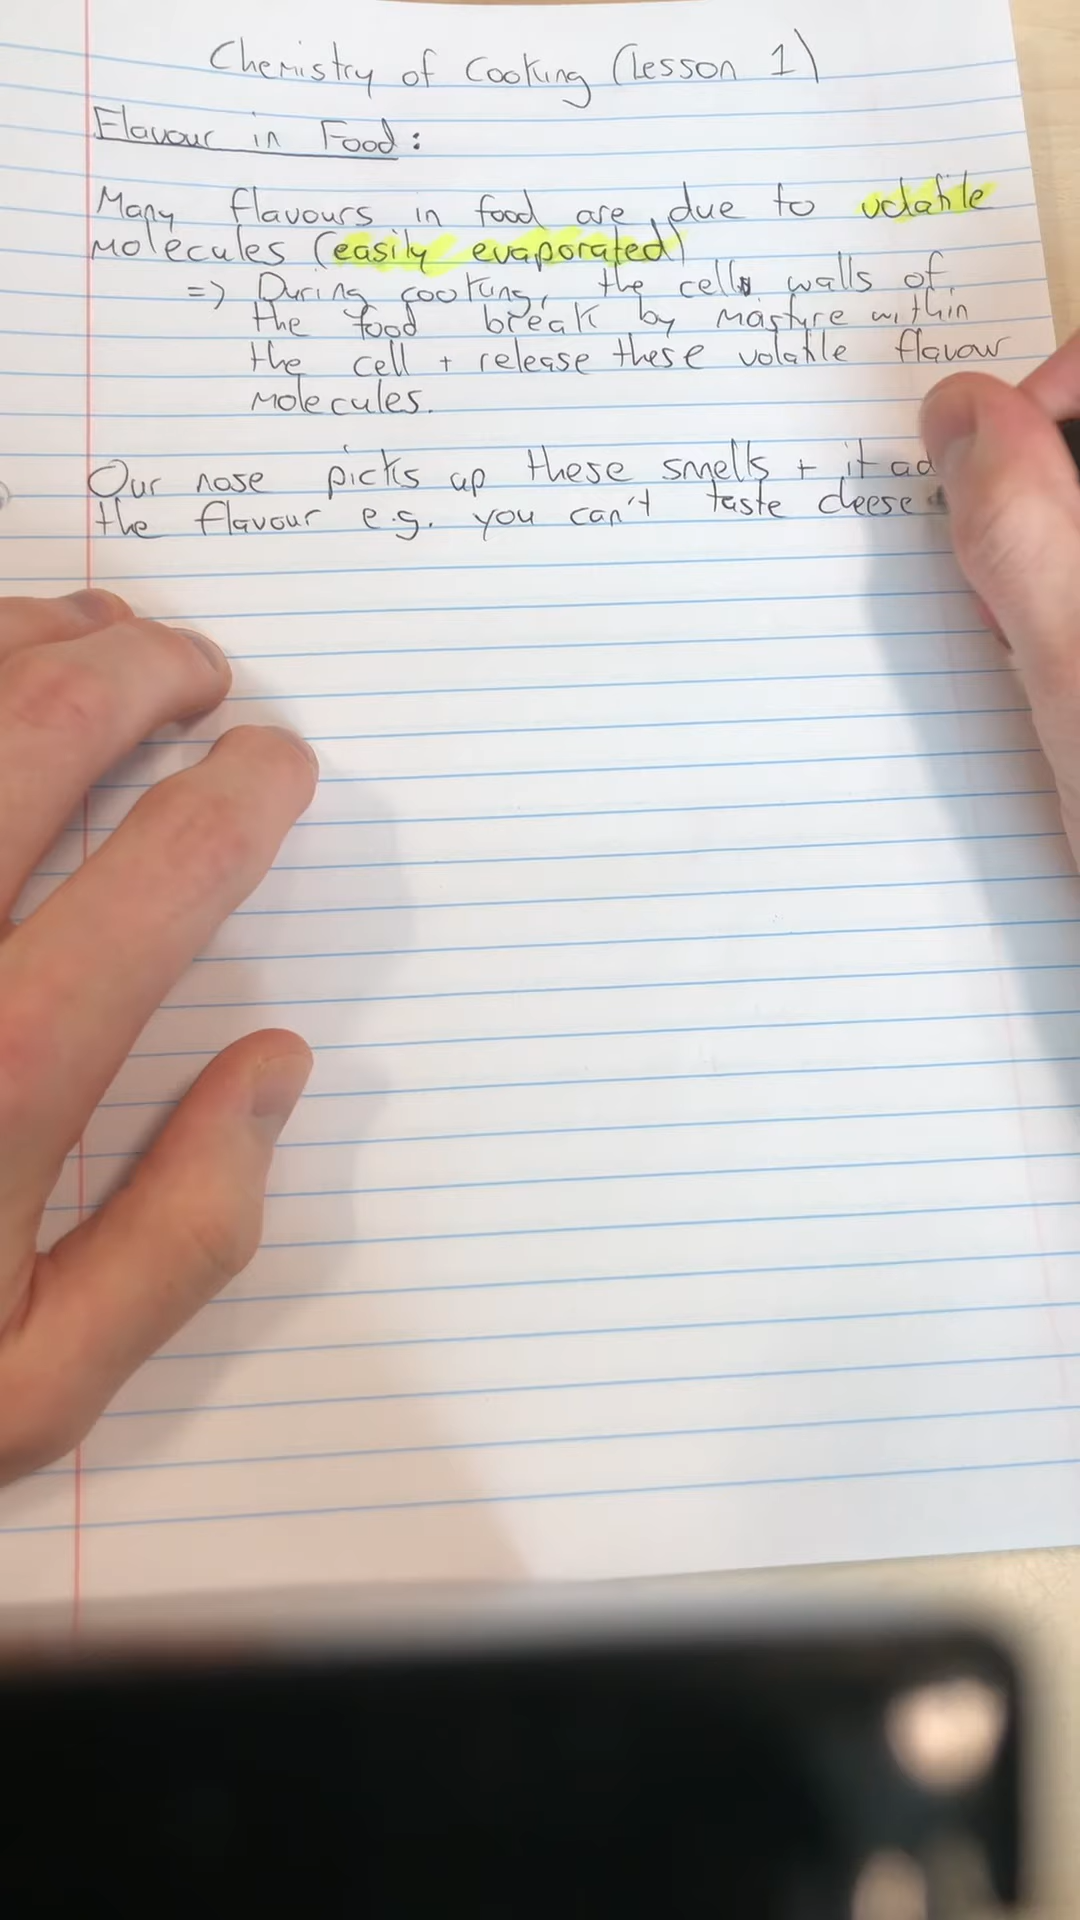 Chemistry of Cooking (Lesson 1)
Flavour in Food:
Many flavours in food are due to volatile
molecules (easily evaporated)
=> During cooking, the cell walls of
the food break by moisture within
the cell + release these volatile flavour
molecules.
Our nose picks up these smells + it ad
the flavour e.g. you can't taste cheese